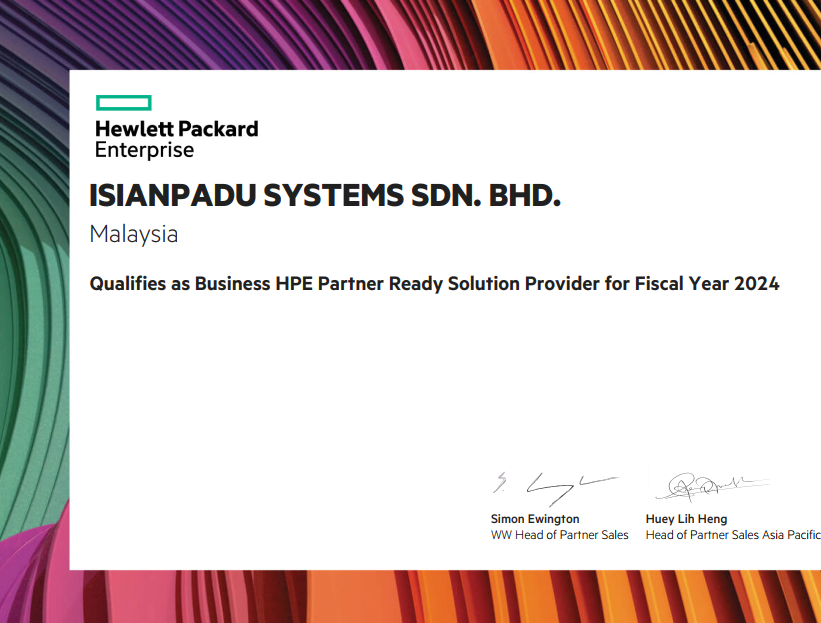 Hewlett Packard
Enterprise
ISIANPADU SYSTEMS SDN. BHD.
Malaysia
Qualifies as Business HPE Partner Ready Solution Provider for Fiscal Year 2024
Simon Ewington
WW Head of Partner Sales
Huey Lih Heng
Head of Partner Sales Asia Pacific